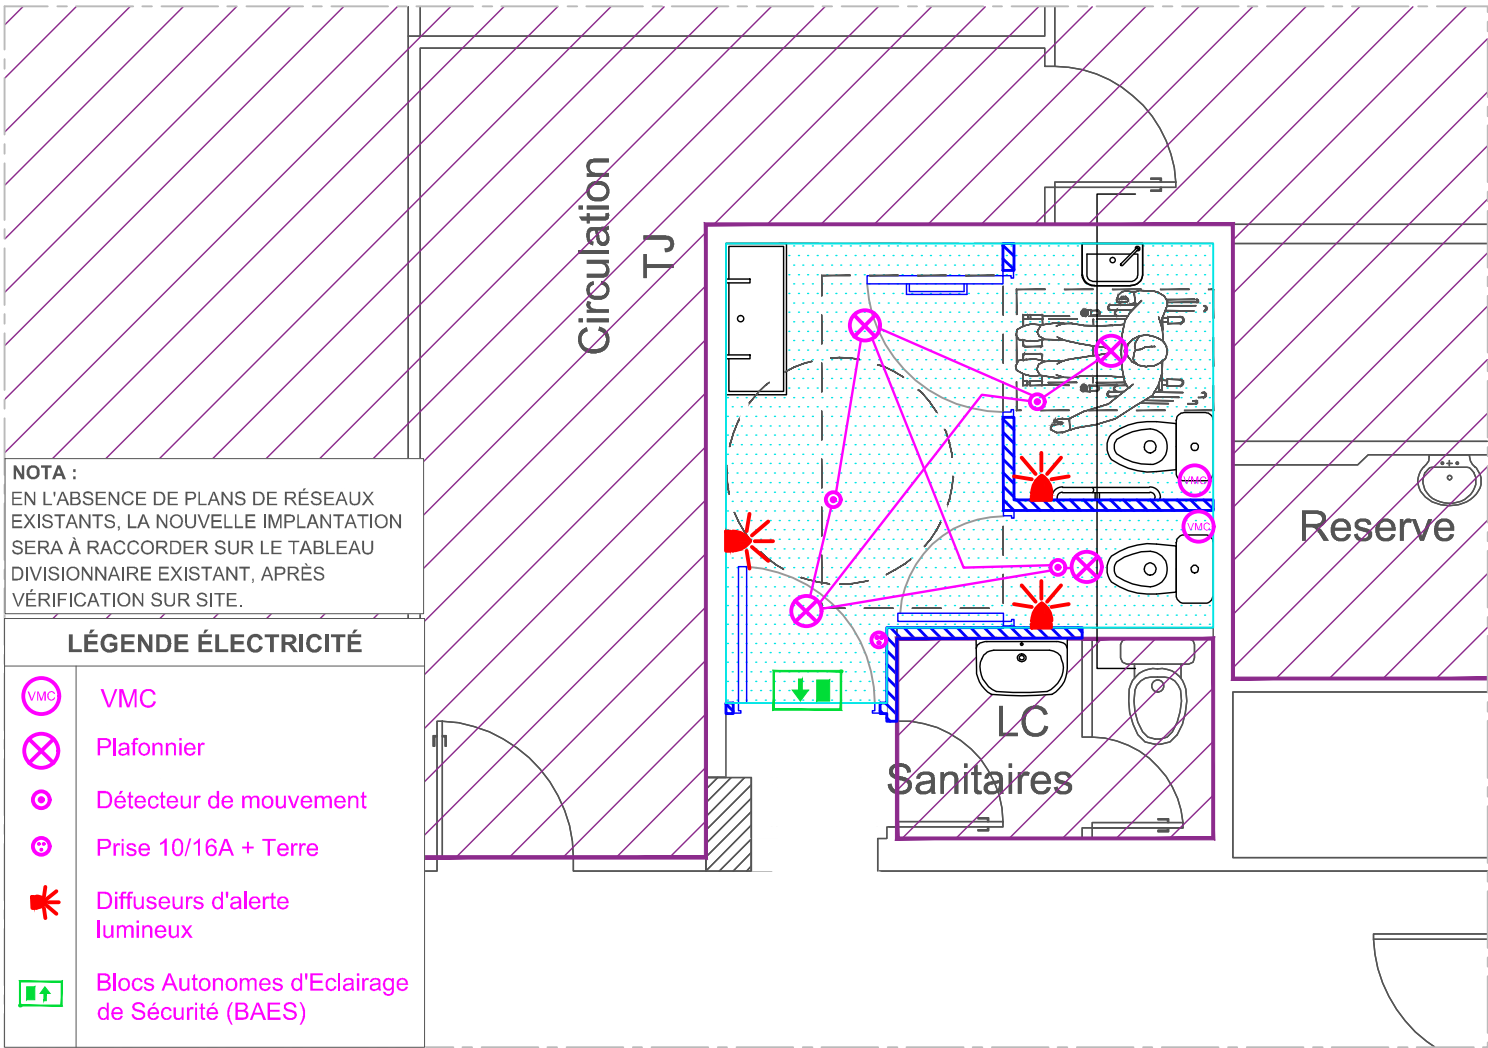 Circulation
TJ
NOTA :
EN L'ABSENCE DE PLANS DE RÉSEAUX
EXISTANTS, LA NOUVELLE IMPLANTATION
SERA À RACCORDER SUR LE TABLEAU
DIVISIONNAIRE EXISTANT, APRÈS
VÉRIFICATION SUR SITE.
LÉGENDE ÉLECTRICITÉ
VMC
VMC
Plafonnier
Détecteur de mouvement
Prise 10/16A + Terre
Diffuseurs d'alerte
lumineux
Blocs Autonomes d'Eclairage
de Sécurité (BAES)
VMC
VMC
Reserve
LC
Sanitaires